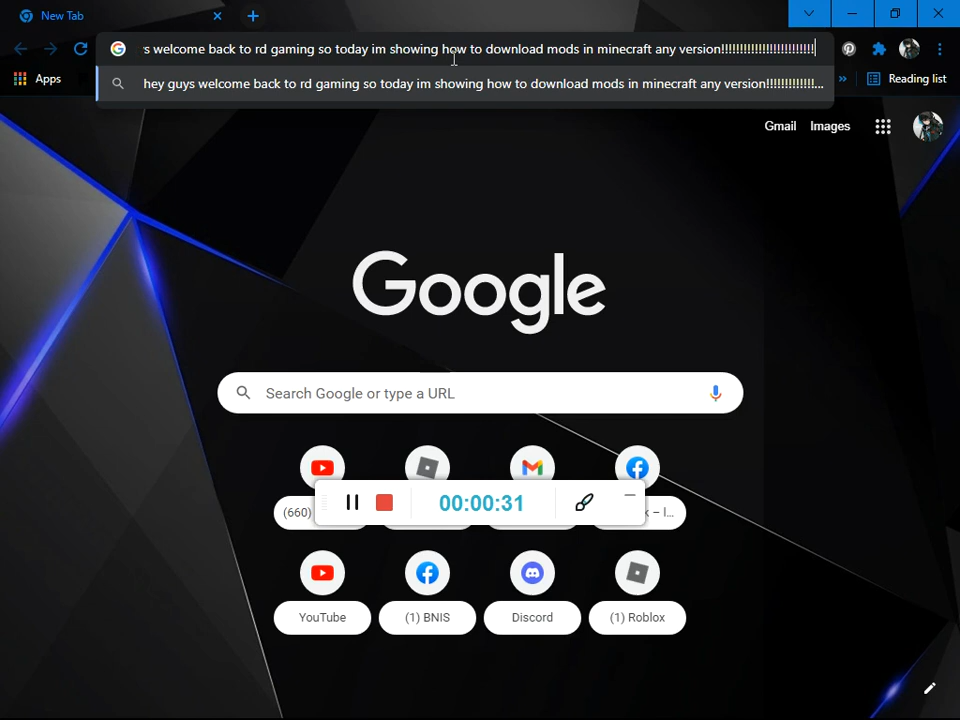 New Tab
's welcome back to rd gaming so today im showing how to download mods in minecraft any version!!!!!!!!!!!!!!!!!!!!!!!!!
hey guys welcome back to rd gaming so today im showing how to download mods in minecraft any version!!!!!!!!!!!!!...
Apps
»
Reading list
Gmail
Images
Google
Search Google or type a URL
00:00:31
(660)
k – l...
YouTube
(1) BNIS
Discord
(1) Roblox